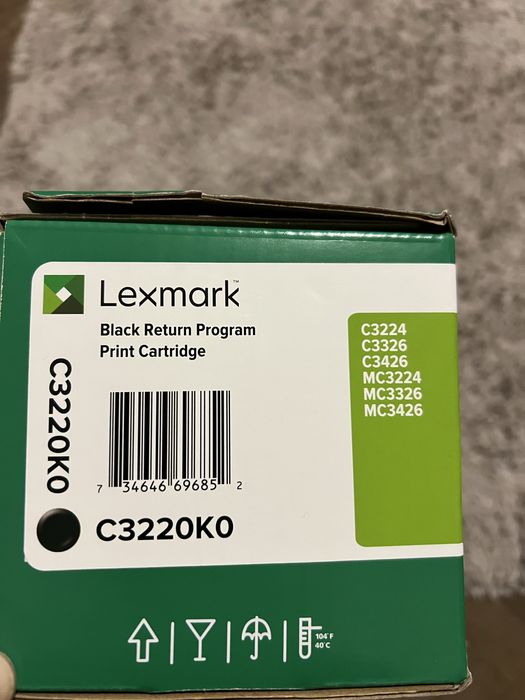 Lexmark™
Black Return Program
Print Cartridge
C3220K0
7 34646 69685 2
C3220K0
C3224
C3326
C3426
MC3224
MC3326
MC3426
104°F
40°C